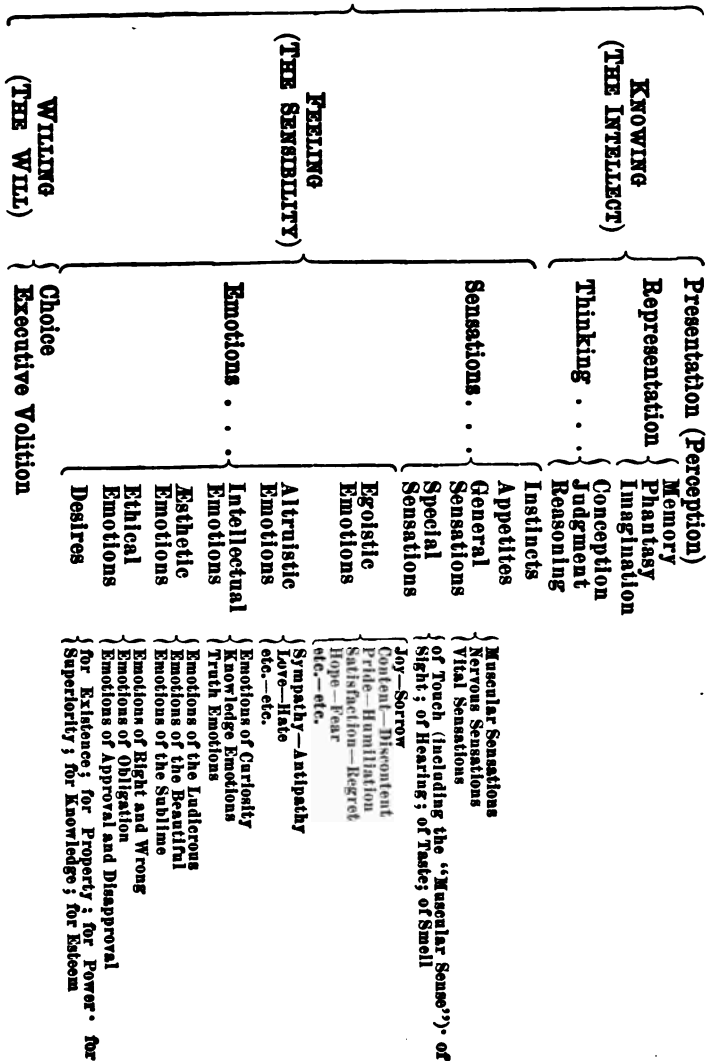 KNOWING
(THE INTELLECT)
Presentation (Perception)
Representation
Memory
Phantasy
Imagination
Thinking . . .
Conception
Judgment
Reasoning
FEELING
(THE SENSIBILITY)
Sensations. . .
Instincts
Appetites
General
Sensations
Muscular Sensations
Nervous Sensations
Vital Sensations
Special
Sensations
of Touch (including the “Muscular Sense”)· of
Sight; of Hearing; of Taste; of Smell
Emotions . . .
Egoistic
Emotions
Joy—Sorrow
Content—Discontent
Pride—Humiliation
Satisfaction—Regret
Hope—Fear
etc.—etc.
Altruistic
Emotions
Sympathy—Antipathy
Love—Hate
etc.—etc.
Intellectual
Emotions
Emotions of Curiosity
Knowledge Emotions
Truth Emotions
Æsthetic
Emotions
Emotions of the Ludicrous
Emotions of the Beautiful
Emotions of the Sublime
Ethical
Emotions
Emotions of Right and Wrong
Emotions of Obligation
Emotions of Approval and Disapproval
Desires
for Existence; for Property; for Power· for
Superiority; for Knowledge; for Esteem
WILLING
(THE WILL)
Choice
Executive Volition